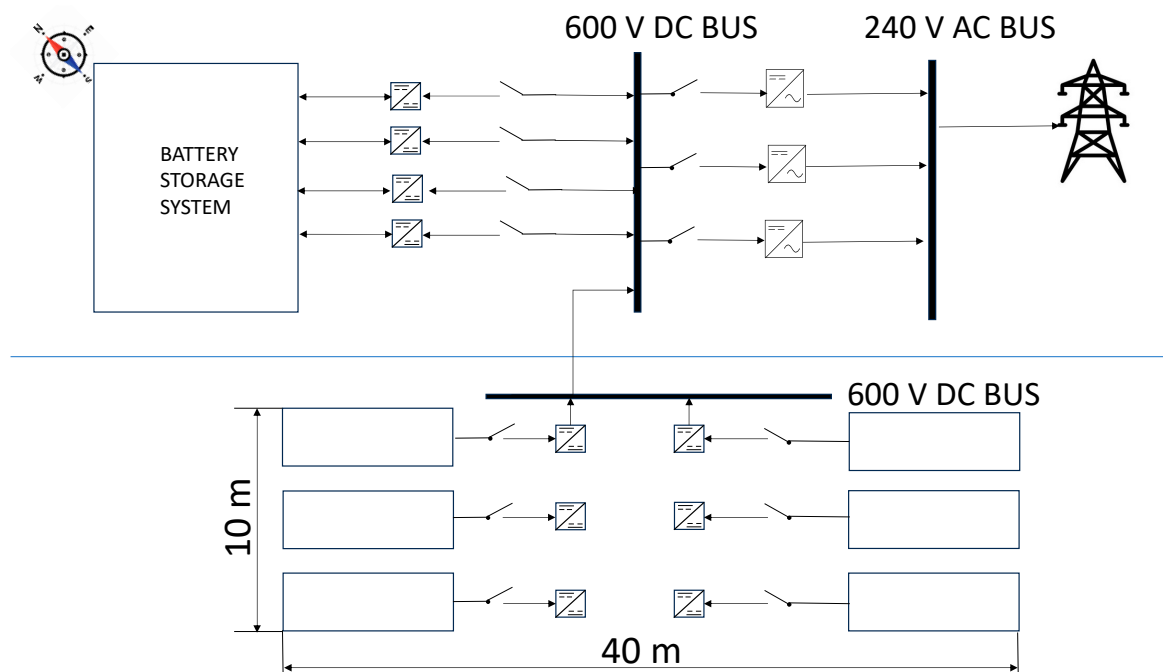 600 V DC BUS
240 V AC BUS
N
E
W
BATTERY
STORAGE
SYSTEM
600 V DC BUS
10 m
40 m